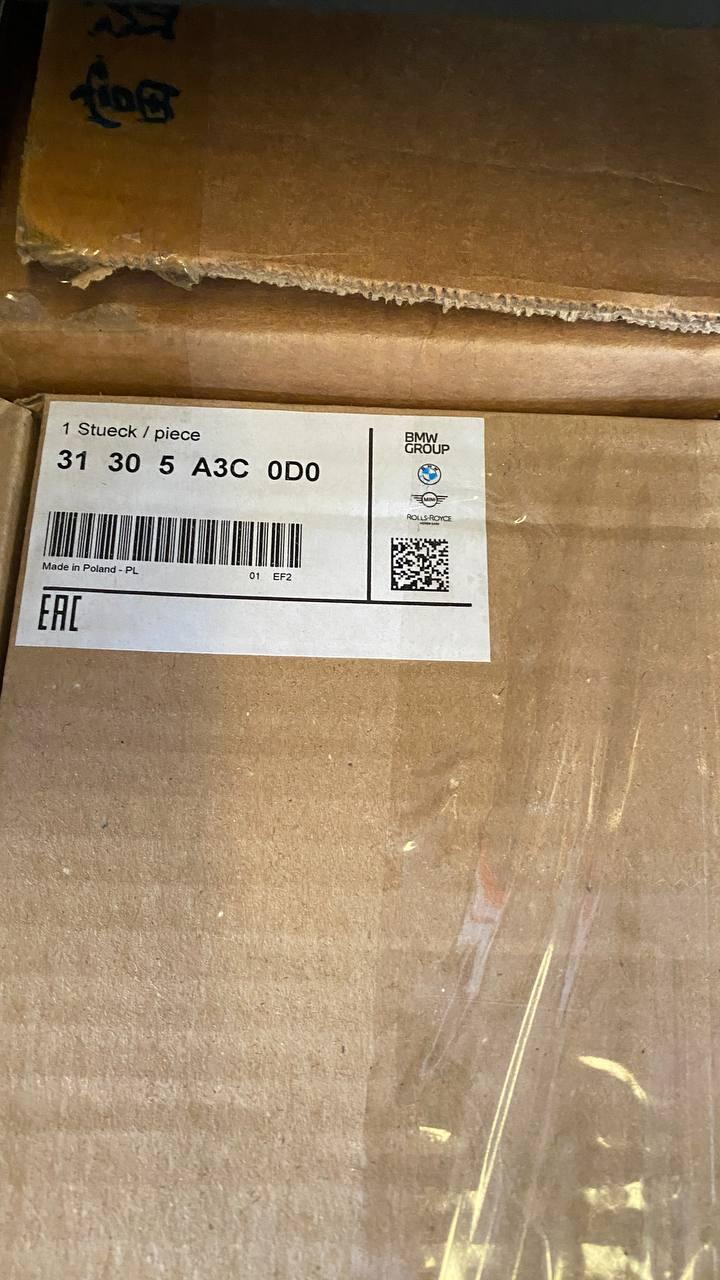 1 Stueck / piece
31 30 5 A3C 0D0
Made in Poland - PL
01 EF2
EAC
BMW
GROUP
MINI
ROLLS-ROYCE